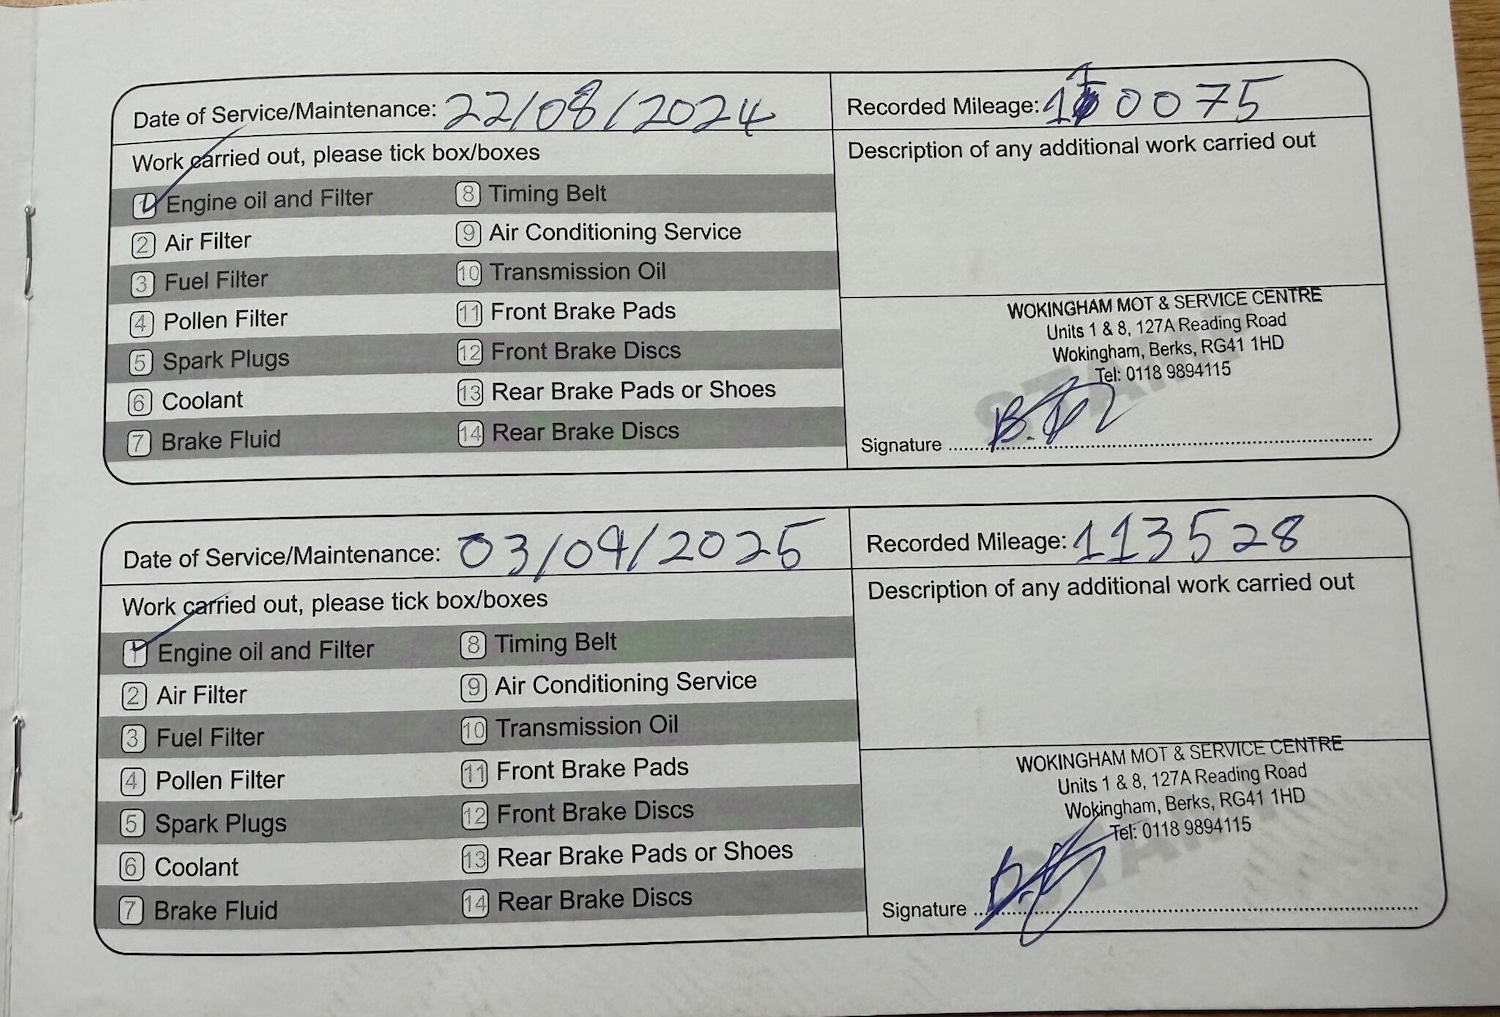 Date of Service/Maintenance: 22/08/2024
Recorded Mileage: 110075
Work carried out, please tick box/boxes
Description of any additional work carried out
1 Engine oil and Filter
8 Timing Belt
2 Air Filter
9 Air Conditioning Service
3 Fuel Filter
10 Transmission Oil
4 Pollen Filter
11 Front Brake Pads
5 Spark Plugs
12 Front Brake Discs
6 Coolant
13 Rear Brake Pads or Shoes
7 Brake Fluid
14 Rear Brake Discs
WOKINGHAM MOT & SERVICE CENTRE
Units 1 & 8, 127A Reading Road
Wokingham, Berks, RG41 1HD
Tel: 0118 9894115
STAMP
Signature
Date of Service/Maintenance: 03/09/2025
Recorded Mileage: 113528
Work carried out, please tick box/boxes
Description of any additional work carried out
1 Engine oil and Filter
8 Timing Belt
2 Air Filter
9 Air Conditioning Service
3 Fuel Filter
10 Transmission Oil
4 Pollen Filter
11 Front Brake Pads
5 Spark Plugs
12 Front Brake Discs
6 Coolant
13 Rear Brake Pads or Shoes
7 Brake Fluid
14 Rear Brake Discs
WOKINGHAM MOT & SERVICE CENTRE
Units 1 & 8, 127A Reading Road
Wokingham, Berks, RG41 1HD
Tel: 0118 9894115
STAMP
Signature